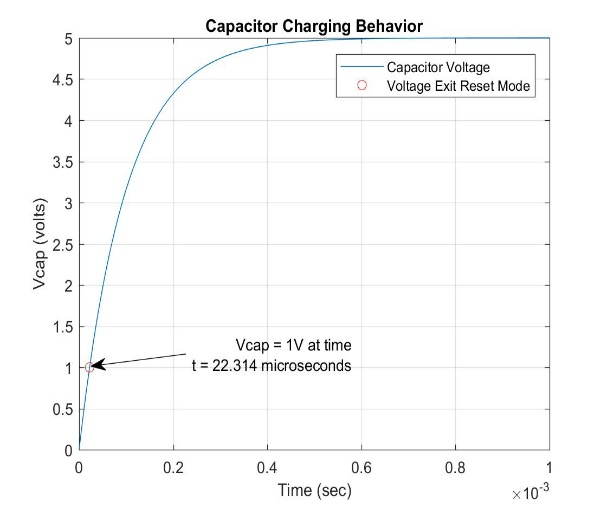 Capacitor Charging Behavior
5
4.5
4
3.5
3
2.5
2
1.5
1
0.5
0
Vcap (volts)
Capacitor Voltage
Voltage Exit Reset Mode
Vcap = 1V at time
t = 22.314 microseconds
0 0.2 0.4 0.6 0.8 1
Time (sec)
×10⁻³